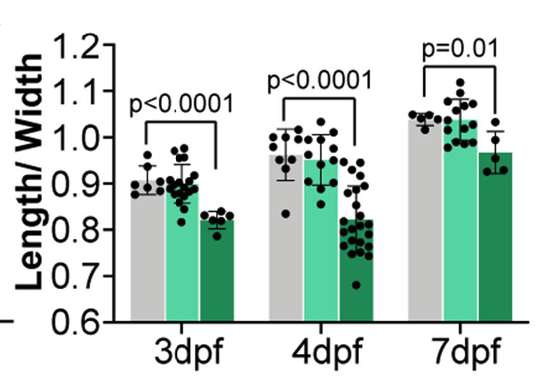 Length/ Width
1.2
1.1
1.0
0.9
0.8
0.7
0.6
p<0.0001
p<0.0001
p=0.01
3dpf
4dpf
7dpf